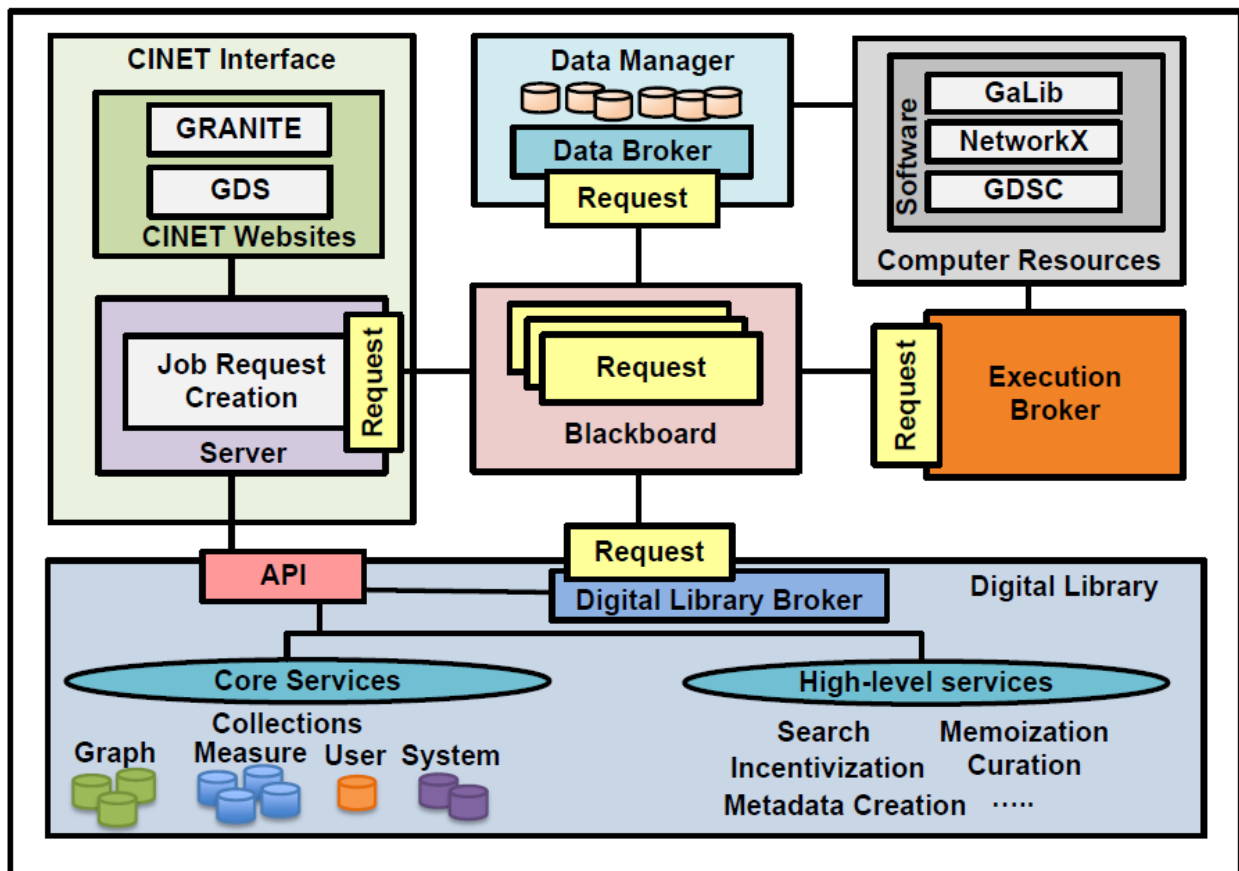 CINET Interface
GRANITE
GDS
CINET Websites
Job Request
Creation
Request
Server
Data Manager
Data Broker
Request
Software
GaLib
NetworkX
GDSC
Computer Resources
Request
Blackboard
Request
Execution
Broker
API
Request
Digital Library Broker
Digital Library
Core Services
High-level services
Collections
Graph
Measure
User
System
Search
Memoization
Incentivization
Curation
Metadata Creation
.....